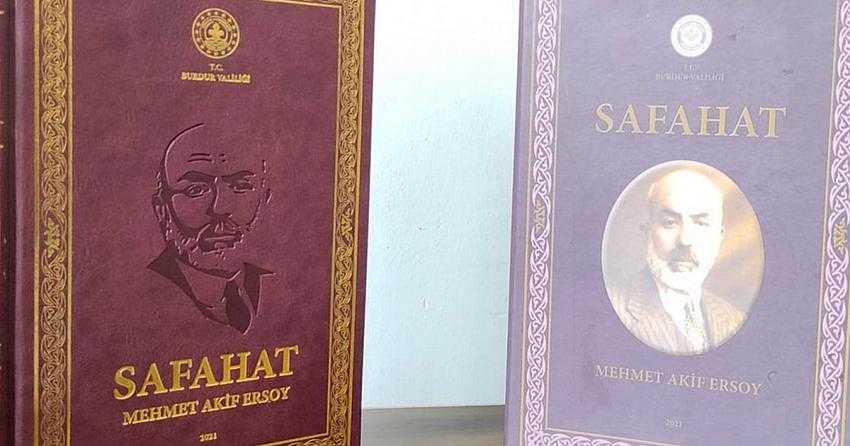 T.C.
BURDUR VALİLİĞİ
SAFAHAT
MEHMET AKİF ERSOY
2021
T.C.
BURDUR VALİLİĞİ
SAFAHAT
MEHMET AKİF ERSOY
2021